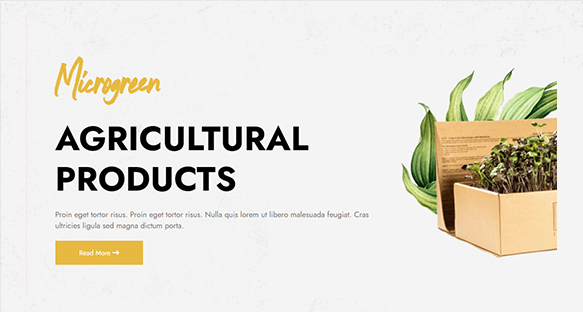 Microgreen
AGRICULTURAL
PRODUCTS
Proin eget tortor risus. Proin eget tortor risus. Nulla quis lorem ut libero malesuada feugiat. Cras
ultricies ligula sed magna dictum porta.
Read More →